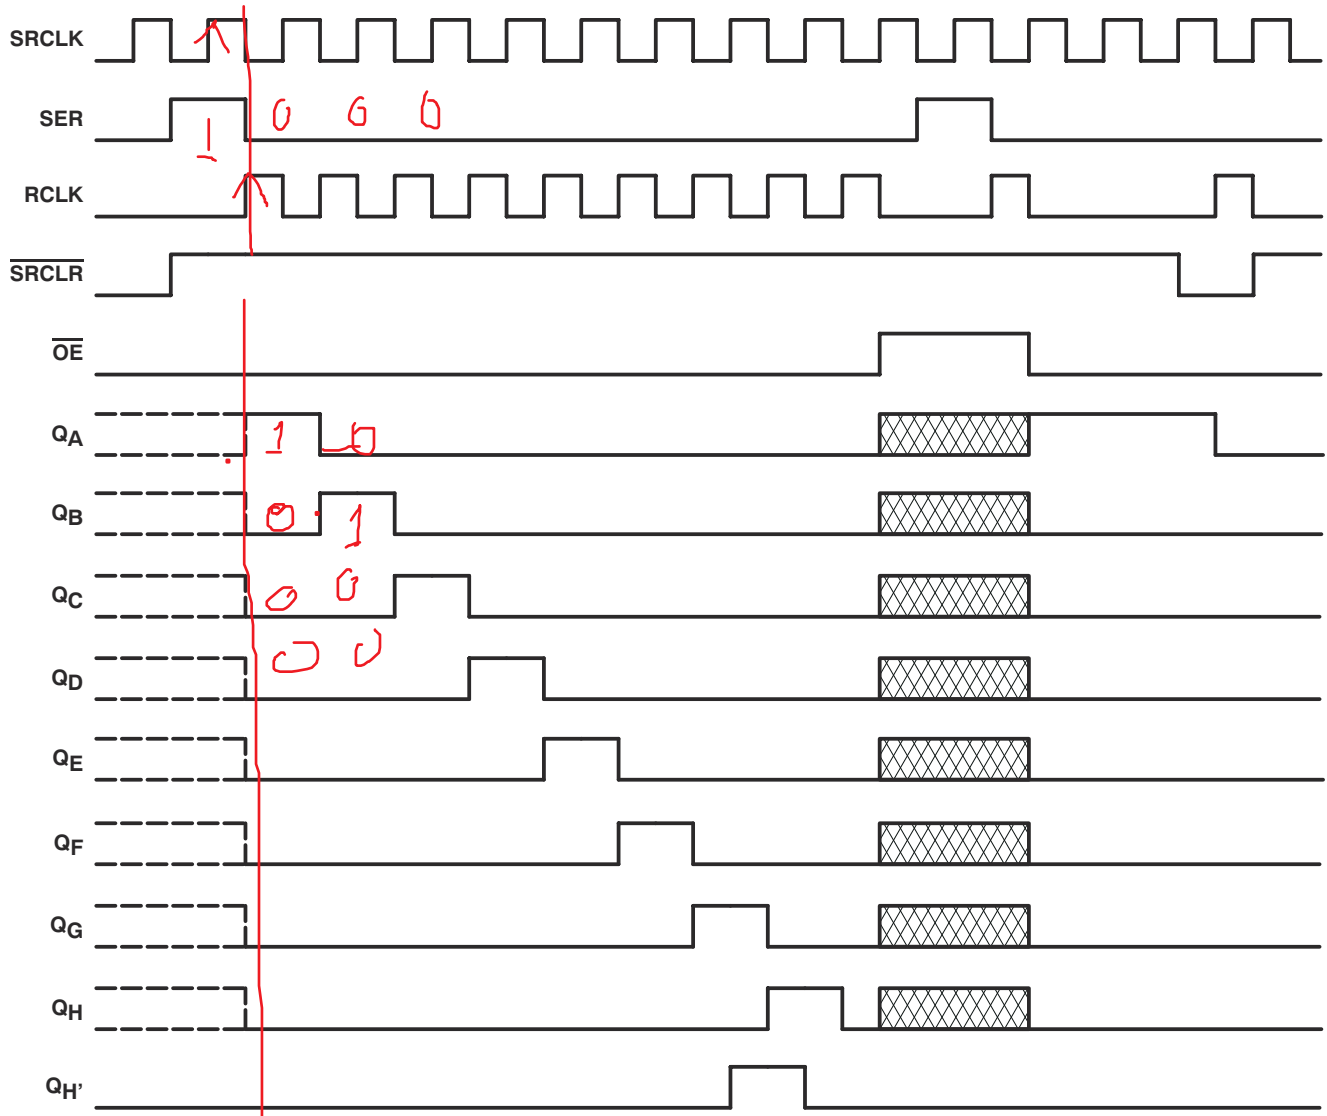 SRCLK
SER 1 0 0 0
RCLK
SRCLR
OE
QA 1 0
QB 0 1
QC 0 0
QD 0 0
QE
QF
QG
QH
QH'